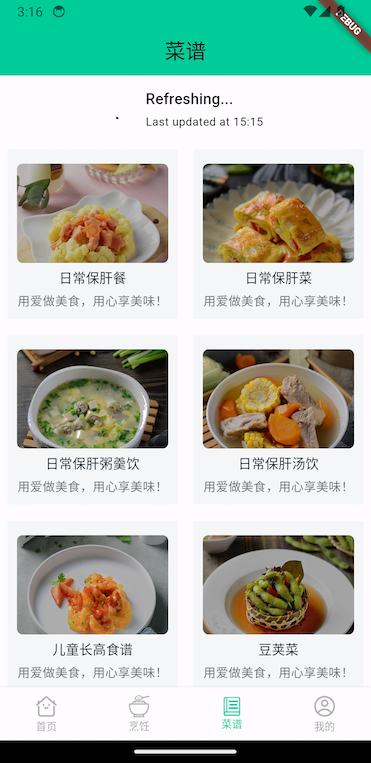 3:16
DEBUG
菜谱
Refreshing...
Last updated at 15:15
日常保肝餐
用爱做美食，用心享美味！
日常保肝菜
用爱做美食，用心享美味！
日常保肝粥羹饮
用爱做美食，用心享美味！
日常保肝汤饮
用爱做美食，用心享美味！
儿童长高食谱
用爱做美食，用心享美味！
豆荚菜
用爱做美食，用心享美味！
首页
烹饪
菜谱
我的